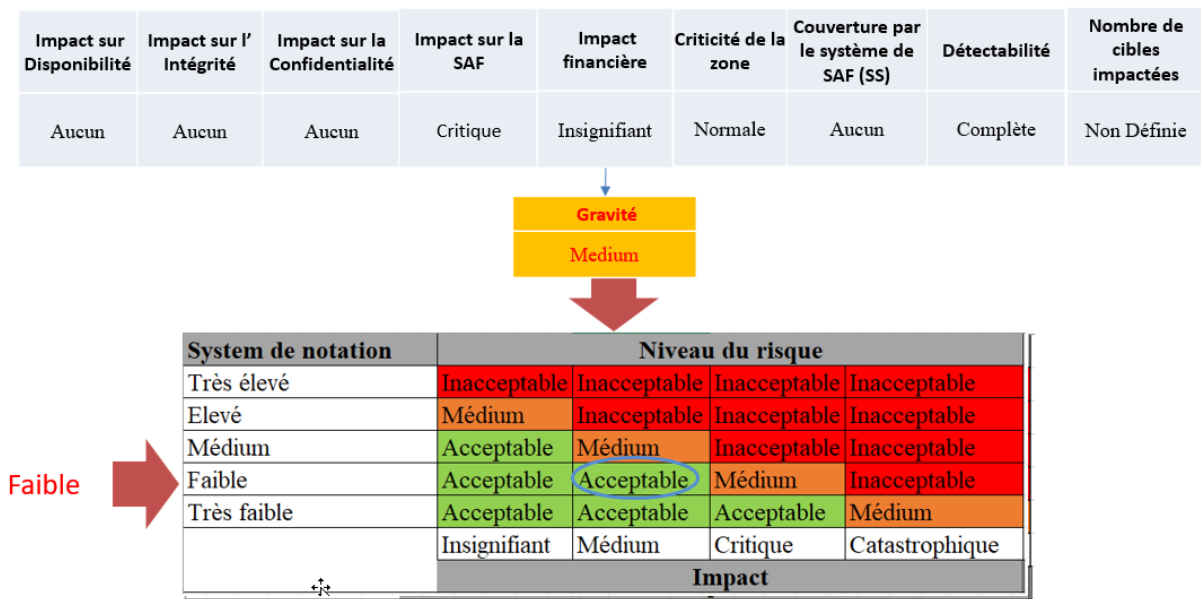 Impact sur Disponibilité
Impact sur l' Intégrité
Impact sur la Confidentialité
Impact sur la SAF
Impact financière
Criticité de la zone
Couverture par le système de SAF (SS)
Détectabilité
Nombre de cibles impactées
Aucun Aucun Aucun Critique Insignifiant Normale Aucun Complète Non Définie
Gravité
Medium
System de notation Niveau du risque
Très élevé Inacceptable Inacceptable Inacceptable Inacceptable
Elevé Médium Inacceptable Inacceptable Inacceptable
Médium Acceptable Médium Inacceptable Inacceptable
Faible
Faible Acceptable Acceptable Médium Inacceptable
Très faible Acceptable Acceptable Acceptable Médium
Insignifiant Médium Critique Catastrophique
Impact